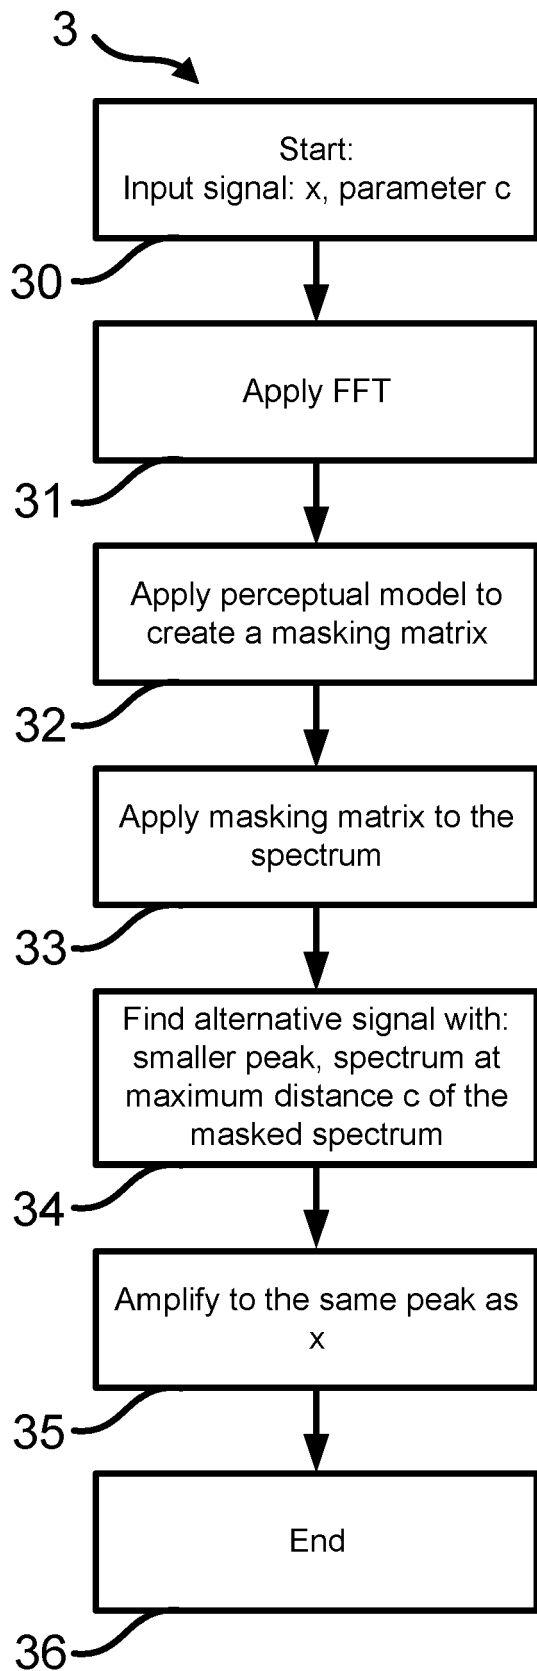 3
Start:
Input signal: x, parameter c
30
Apply FFT
31
Apply perceptual model to
create a masking matrix
32
Apply masking matrix to the
spectrum
33
Find alternative signal with:
smaller peak, spectrum at
maximum distance c of the
masked spectrum
34
Amplify to the same peak as
x
35
End
36